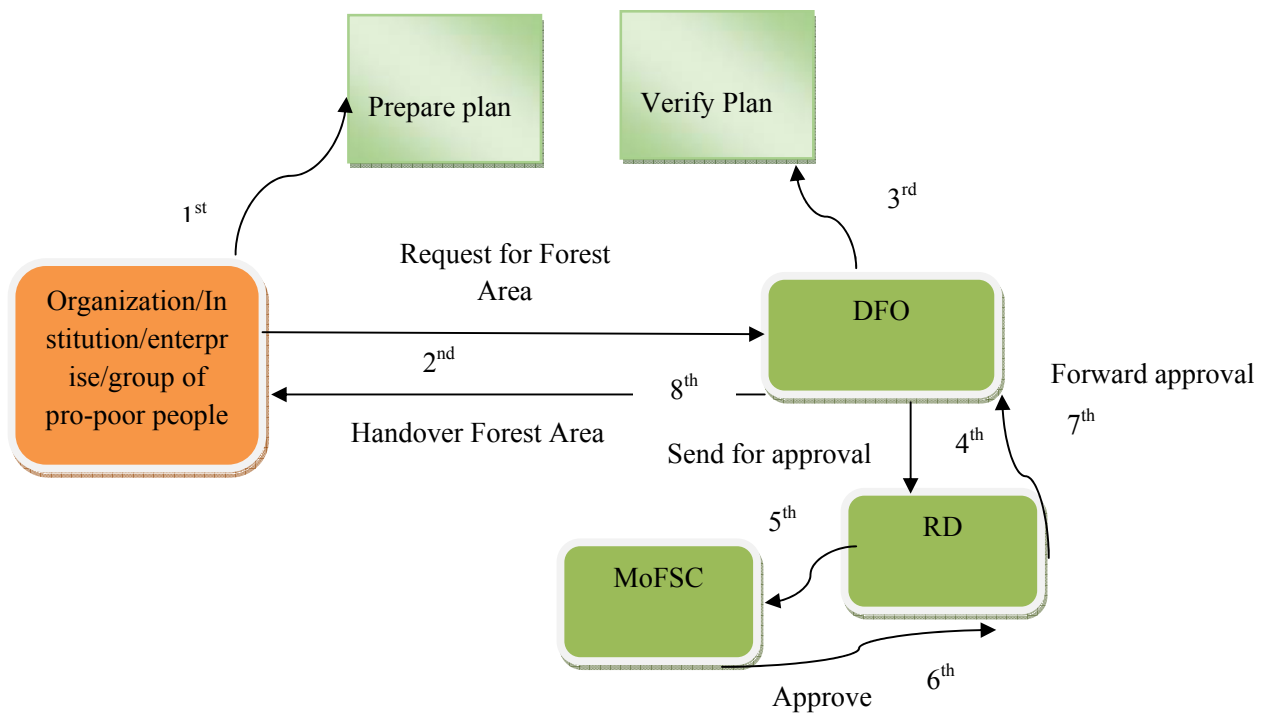 Prepare plan
Verify Plan
1st
3rd
Request for Forest
Area
Organization/In
stitution/enterpr
ise/group of
pro-poor people
DFO
2nd
8th
Forward approval
7th
Handover Forest Area
Send for approval
4th
5th
RD
MoFSC
6th
Approve